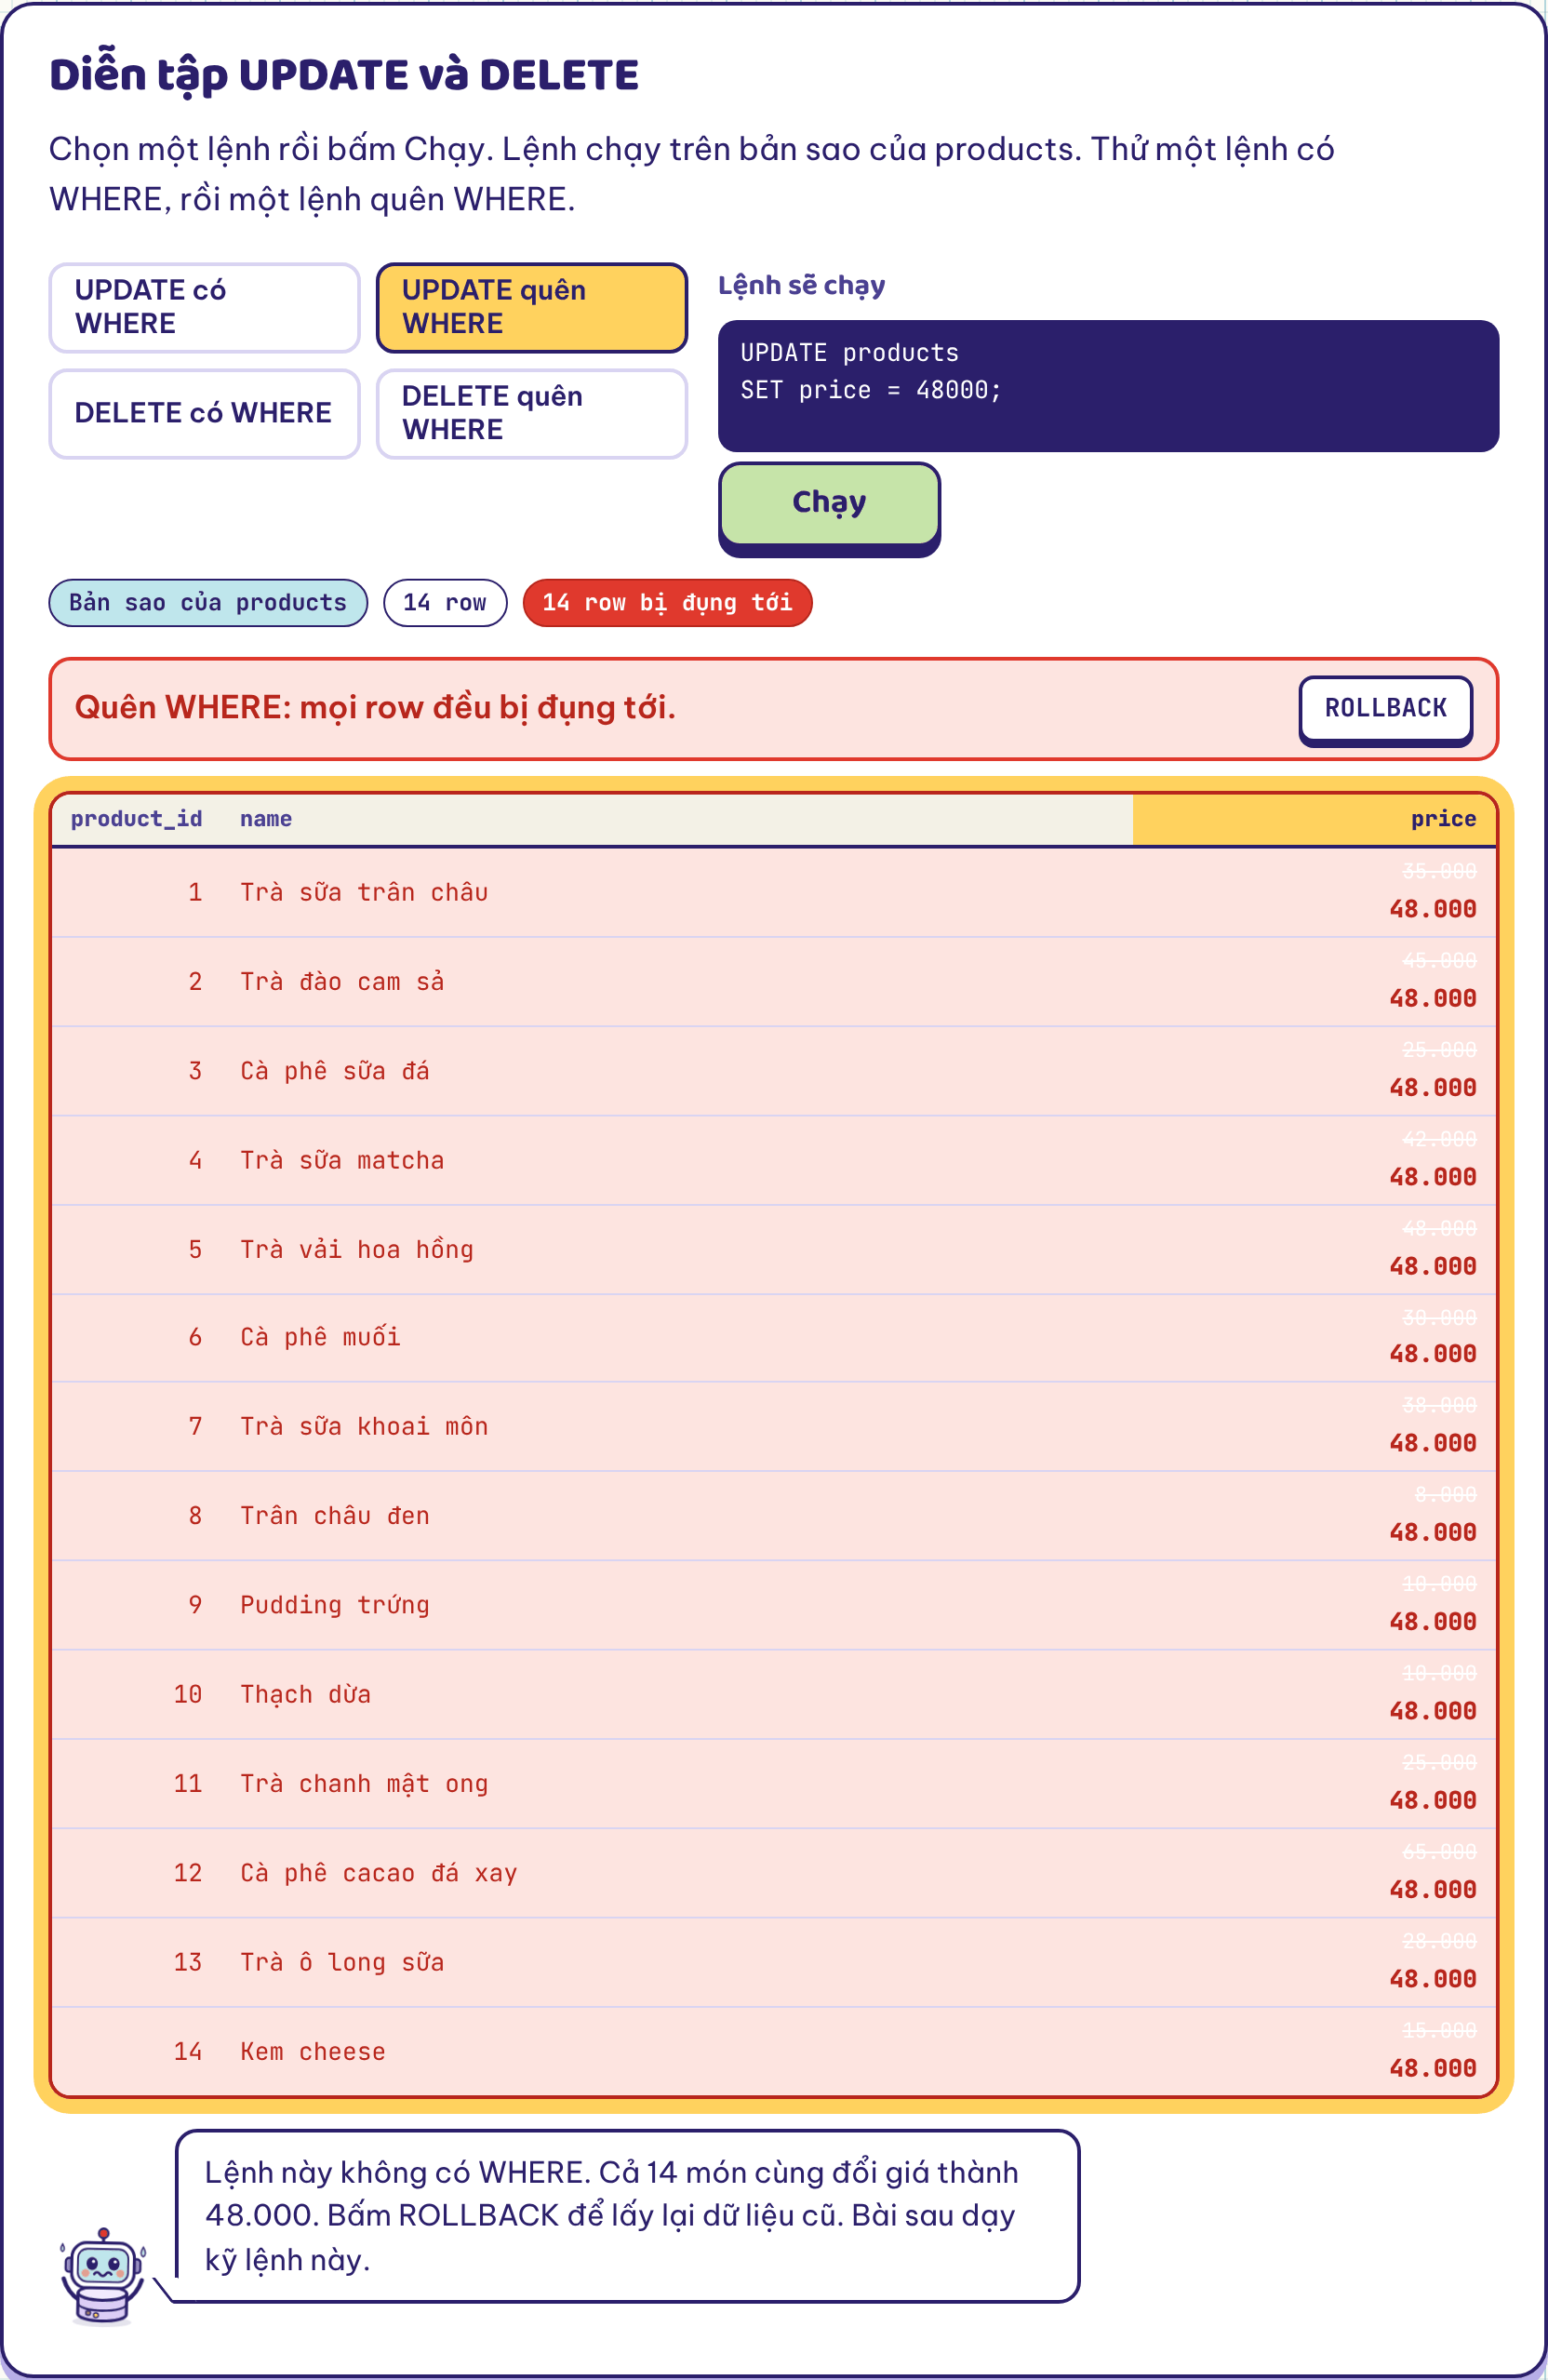 Diễn tập UPDATE và DELETE
Chọn một lệnh rồi bấm Chạy. Lệnh chạy trên bản sao của products. Thử một lệnh có
WHERE, rồi một lệnh quên WHERE.
UPDATE có
WHERE
UPDATE quên
WHERE
DELETE có WHERE
DELETE quên
WHERE
Lệnh sẽ chạy
UPDATE products
SET price = 48000;
Chạy
Bản sao của products
14 row
14 row bị đụng tới
Quên WHERE: mọi row đều bị đụng tới.
ROLLBACK
product_id name price
35.000
1 Trà sữa trân châu
48.000
45.000
2 Trà đào cam sả
48.000
25.000
3 Cà phê sữa đá
48.000
42.000
4 Trà sữa matcha
48.000
48.000
5 Trà vải hoa hồng
48.000
30.000
6 Cà phê muối
48.000
38.000
7 Trà sữa khoai môn
48.000
8.000
8 Trân châu đen
48.000
10.000
9 Pudding trứng
48.000
10.000
10 Thạch dừa
48.000
25.000
11 Trà chanh mật ong
48.000
65.000
12 Cà phê cacao đá xay
48.000
28.000
13 Trà ô long sữa
48.000
15.000
14 Kem cheese
48.000
Lệnh này không có WHERE. Cả 14 món cùng đổi giá thành
48.000. Bấm ROLLBACK để lấy lại dữ liệu cũ. Bài sau dạy
kỹ lệnh này.